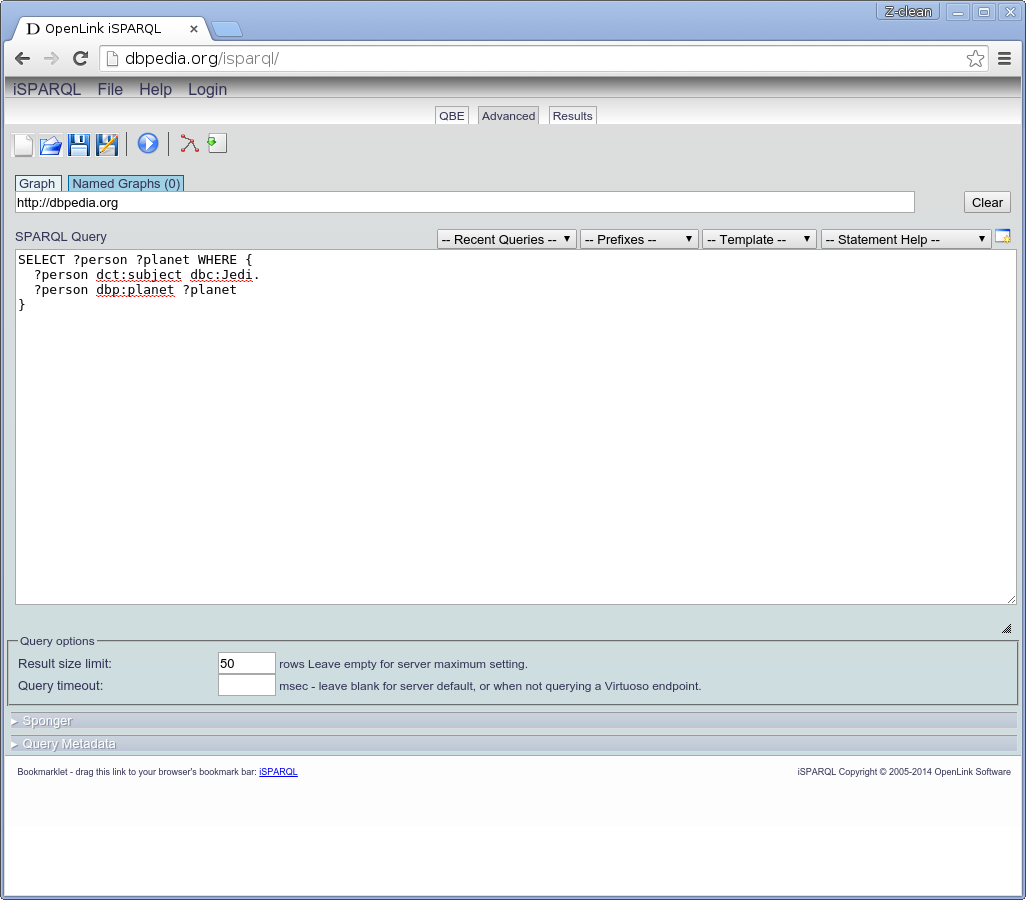 Z-clean
OpenLink iSPARQL
dbpedia.org/isparql/
iSPARQL File Help Login
QBE Advanced Results
Graph Named Graphs (0)
http://dbpedia.org Clear
SPARQL Query -- Recent Queries -- -- Prefixes -- -- Template -- -- Statement Help --
SELECT ?person ?planet WHERE {
?person dct:subject dbc:Jedi.
?person dbp:planet ?planet
}
Query options
Result size limit: 50 rows Leave empty for server maximum setting.
Query timeout: msec - leave blank for server default, or when not querying a Virtuoso endpoint.
Sponger
Query Metadata
Bookmarklet - drag this link to your browser's bookmark bar: iSPARQL iSPARQL Copyright © 2005-2014 OpenLink Software